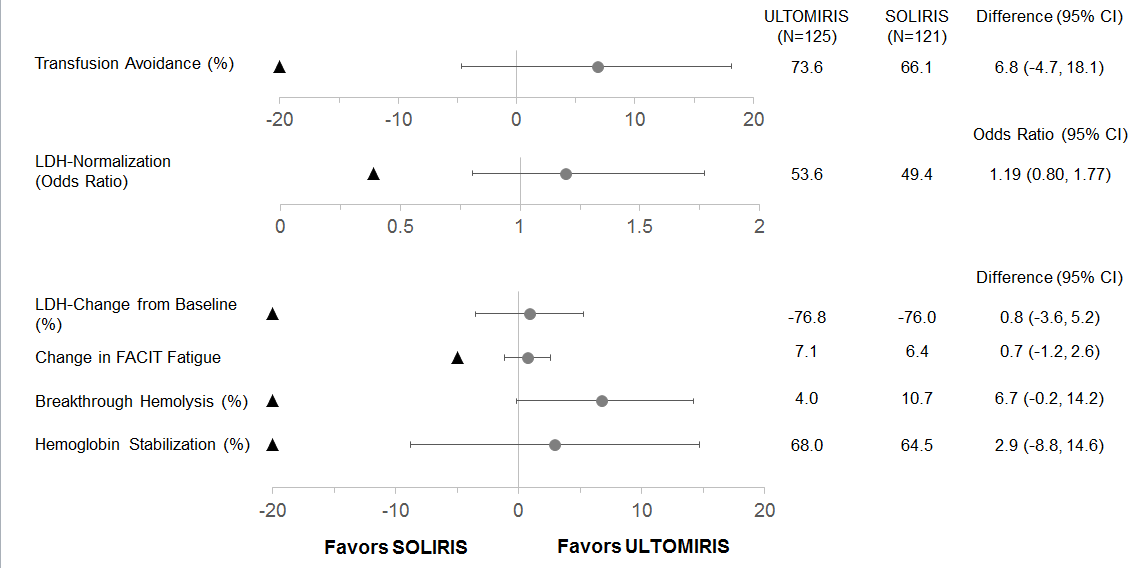 ULTOMIRIS SOLIRIS Difference (95% CI)
(N=125) (N=121)
Transfusion Avoidance (%) 73.6 66.1 6.8 (-4.7, 18.1)
-20 -10 0 10 20
Odds Ratio (95% CI)
LDH-Normalization
(Odds Ratio) 53.6 49.4 1.19 (0.80, 1.77)
0 0.5 1 1.5 2
Difference (95% CI)
LDH-Change from Baseline
(%) -76.8 -76.0 0.8 (-3.6, 5.2)
Change in FACIT Fatigue 7.1 6.4 0.7 (-1.2, 2.6)
Breakthrough Hemolysis (%) 4.0 10.7 6.7 (-0.2, 14.2)
Hemoglobin Stabilization (%) 68.0 64.5 2.9 (-8.8, 14.6)
-20 -10 0 10 20
Favors SOLIRIS Favors ULTOMIRIS